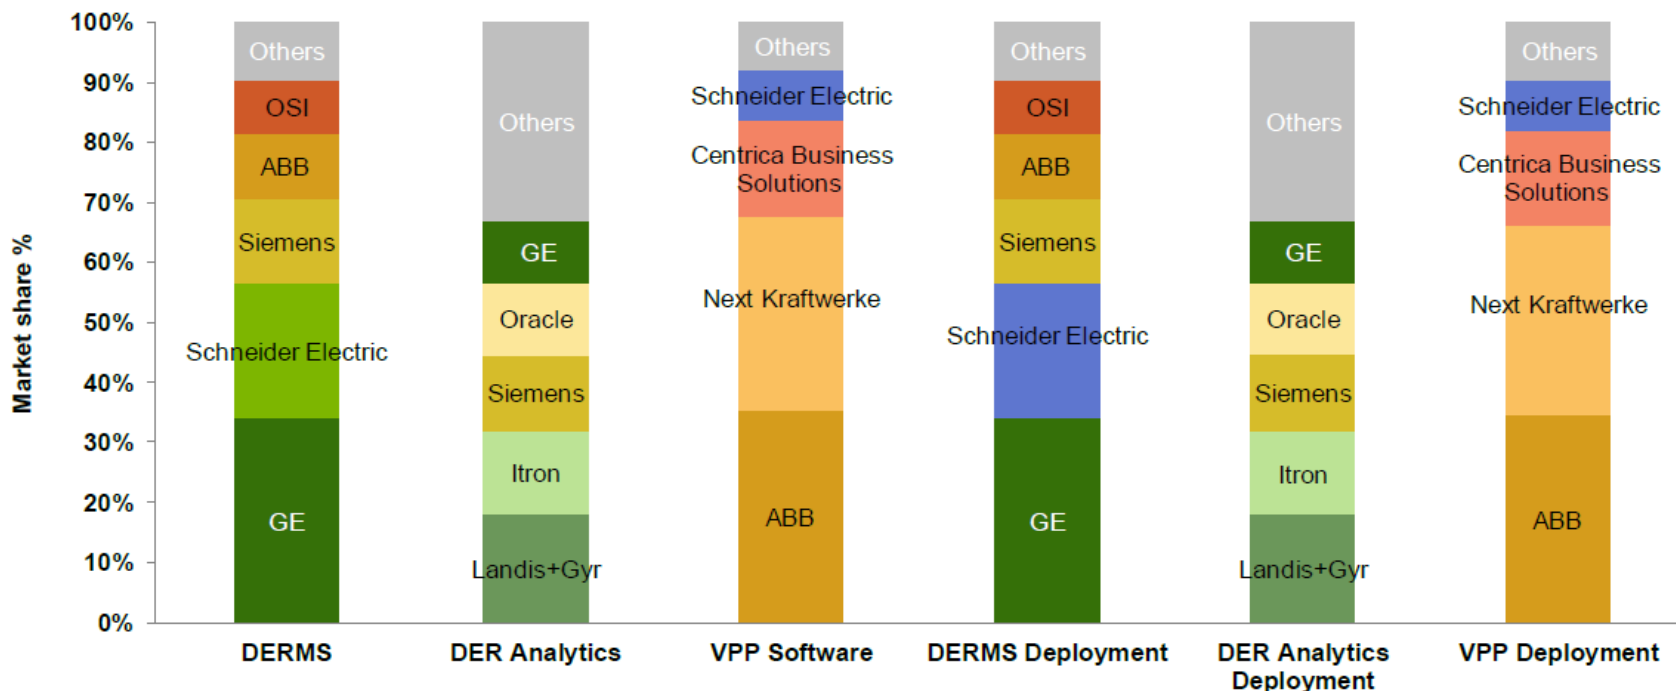 100%
90%
80%
70%
60%
50%
40%
30%
20%
10%
0%
Market share %
Others
OSI
ABB
Siemens
Schneider Electric
GE
Others
GE
Oracle
Siemens
Itron
Landis+Gyr
Others
Schneider Electric
Centrica Business
Solutions
Next Kraftwerke
ABB
Others
OSI
ABB
Siemens
Schneider Electric
GE
Others
GE
Oracle
Siemens
Itron
Landis+Gyr
Others
Schneider Electric
Centrica Business
Solutions
Next Kraftwerke
ABB
DERMS
DER Analytics
VPP Software
DERMS Deployment
DER Analytics
Deployment
VPP Deployment